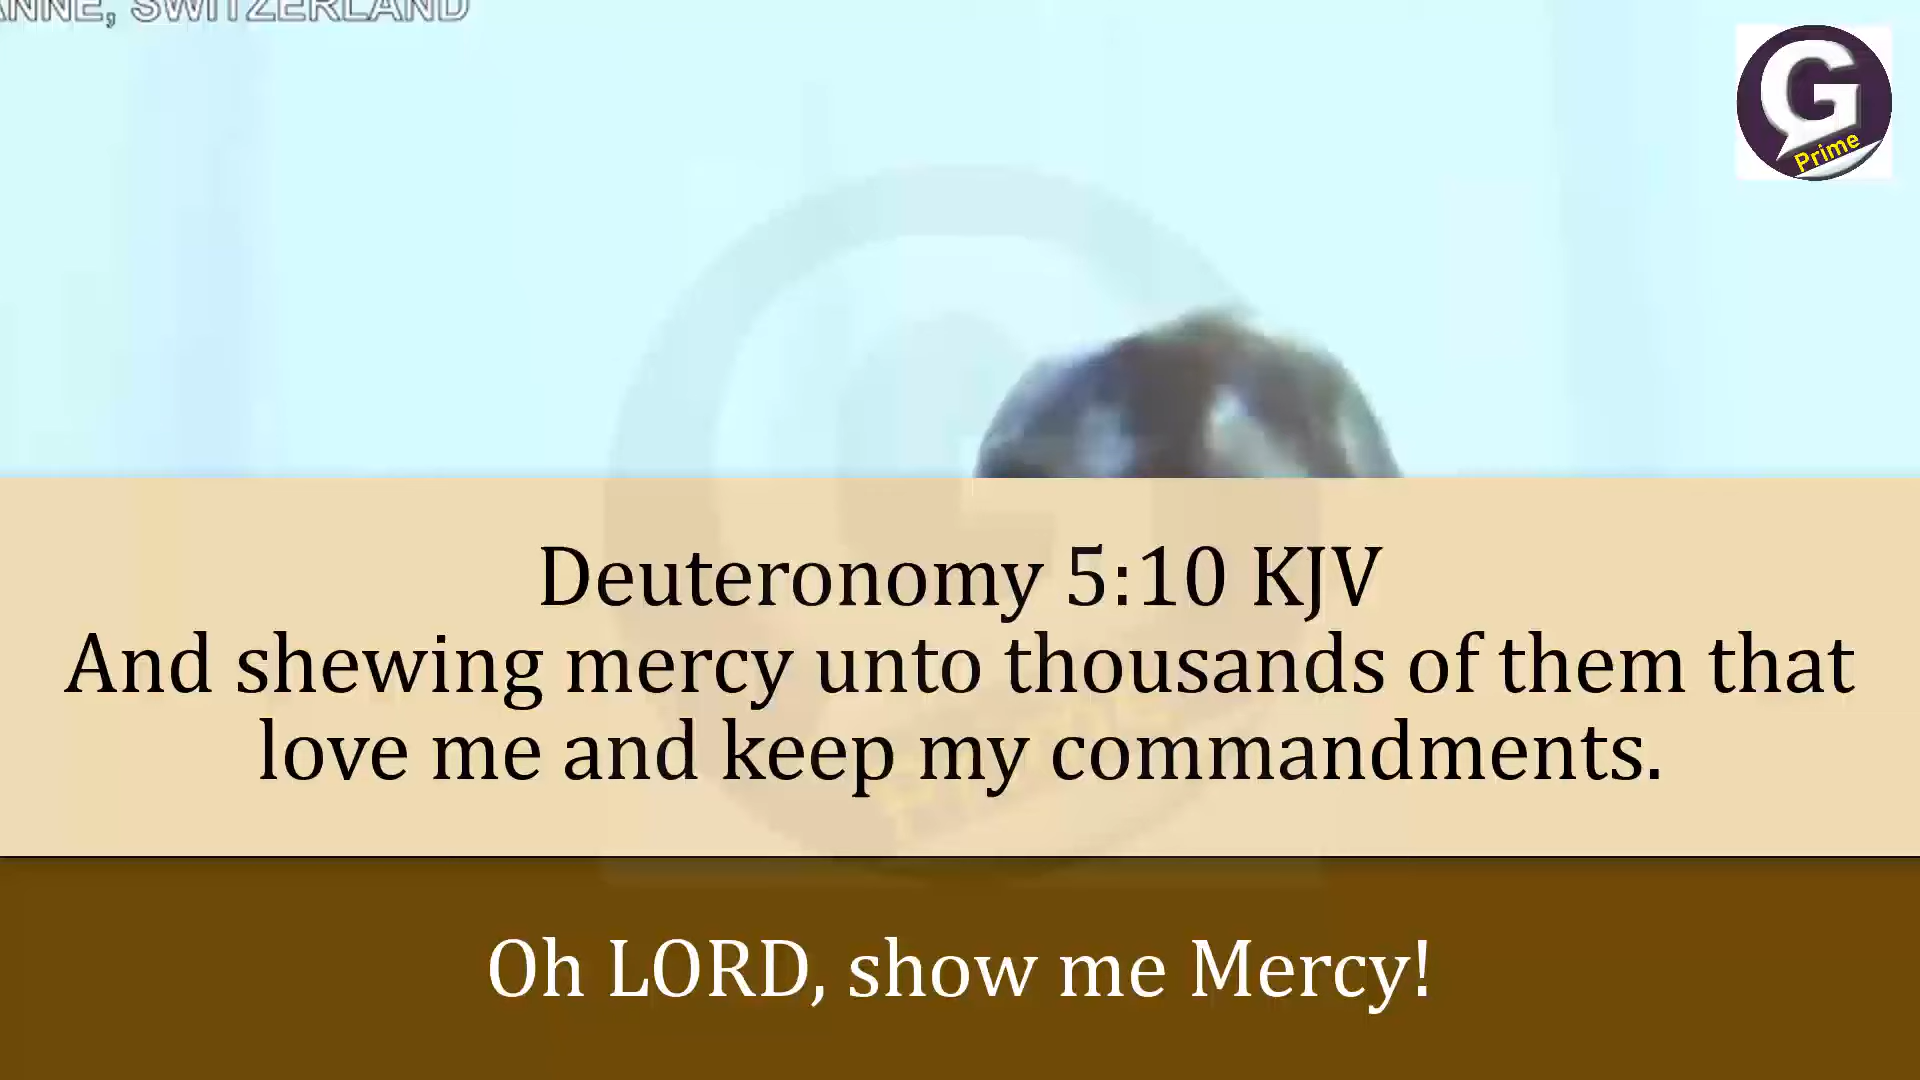 SWITZERLAND
G
Prime
Deuteronomy 5:10 KJV
And shewing mercy unto thousands of them that
love me and keep my commandments.
Prime
Oh LORD, show me Mercy!